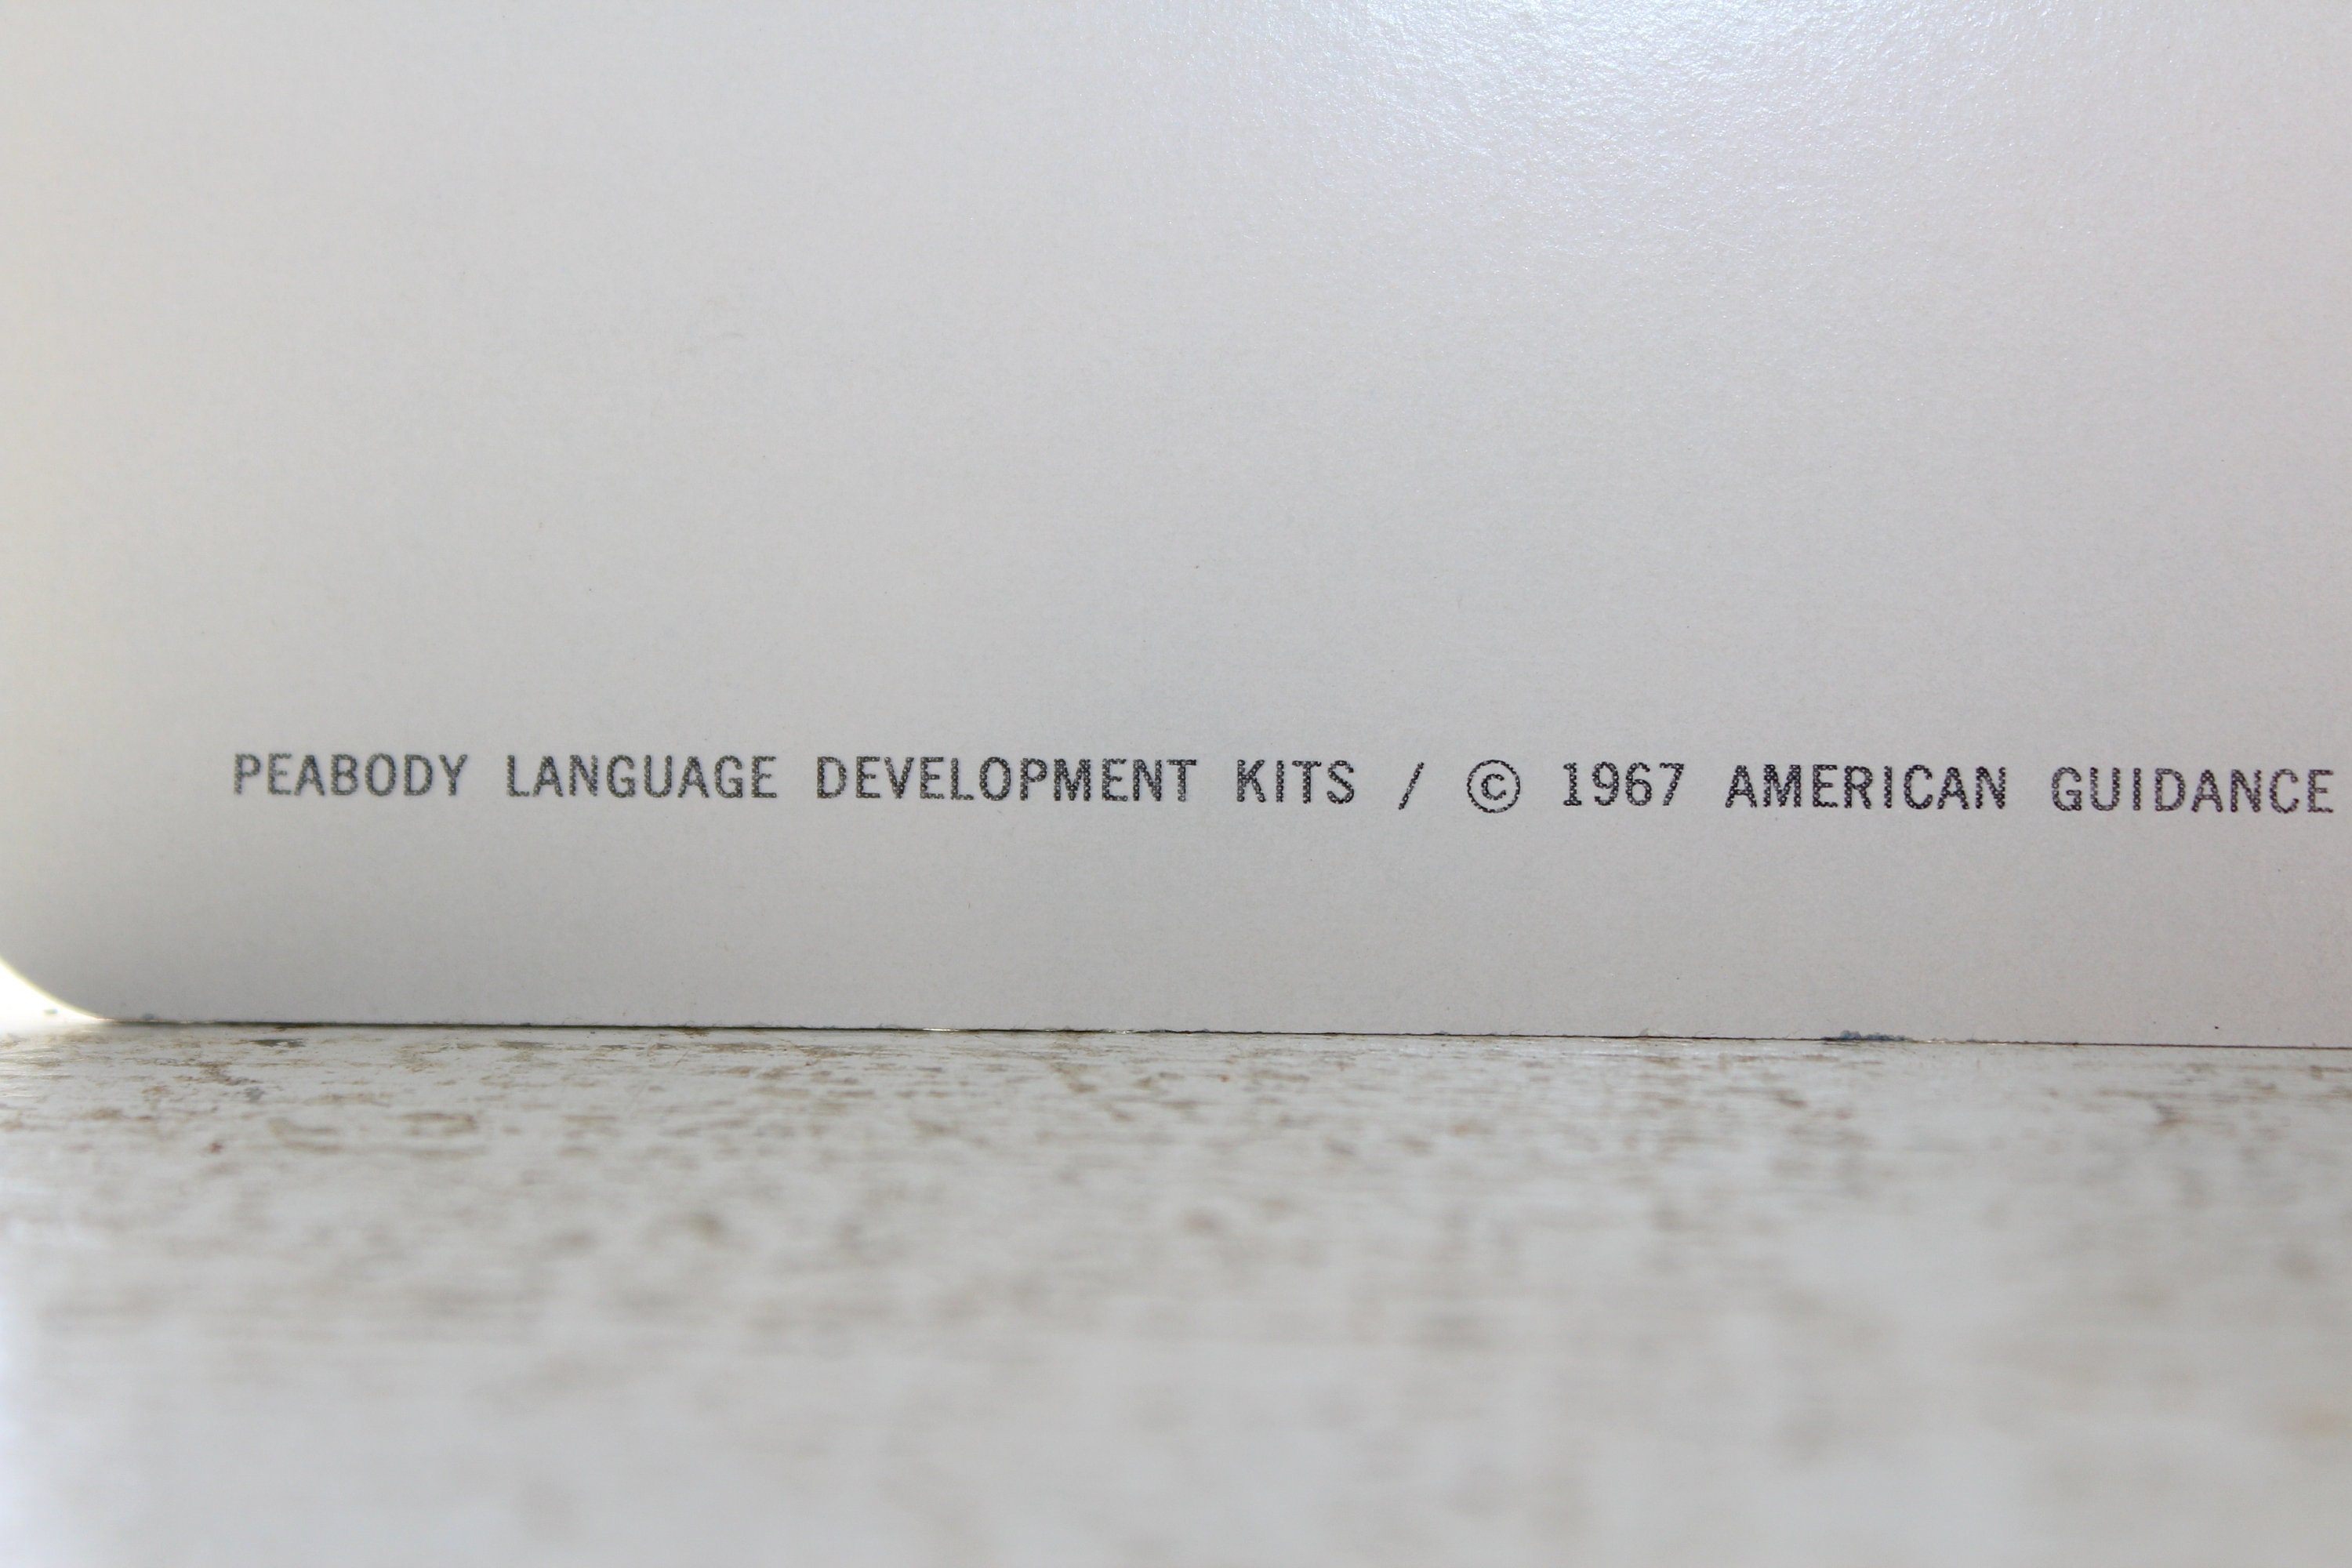 PEABODY LANGUAGE DEVELOPMENT KITS / © 1967 AMERICAN GUIDANCE